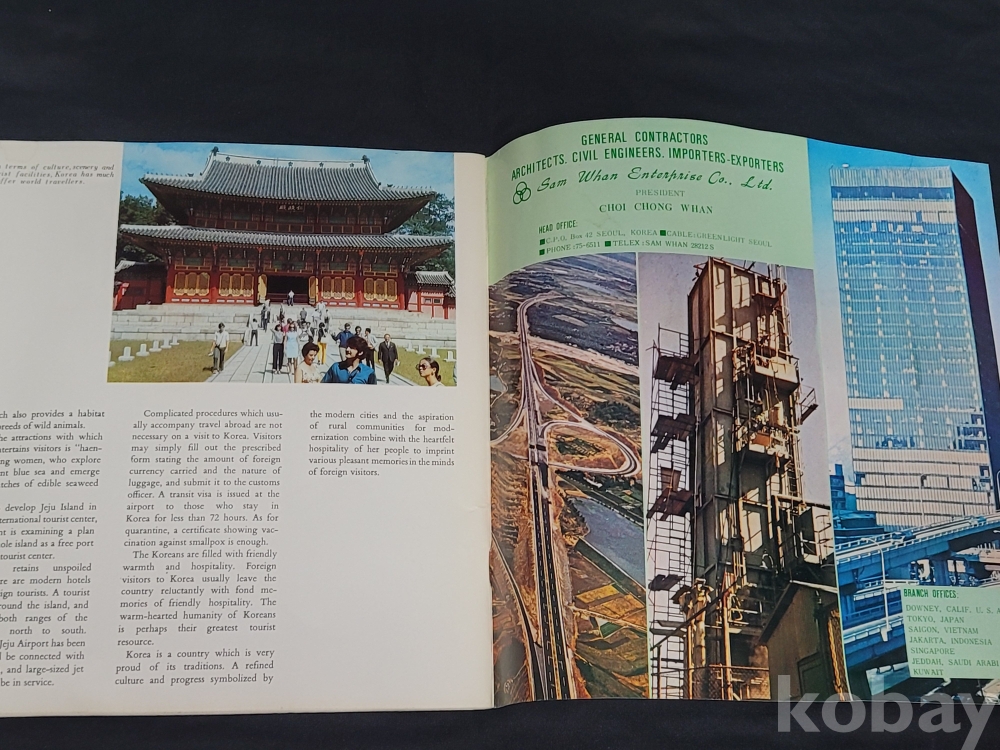 terms of culture, scenery and
ist facilities, Korea has much
ffer world travellers.
ch also provides a habitat
breeds of wild animals.
he attractions with which
tertains visitors is "haen-
ng women, who explore
nt blue sea and emerge
tches of edible seaweed
develop Jeju Island in
ternational tourist center,
nt is examining a plan
ole island as a free port
tourist center.
retains unspoiled
re are modern hotels
ign tourists. A tourist
round the island, and
both ranges of the
north to south.
Jeju Airport has been
l be connected with
, and large-sized jet
be in service.
Complicated procedures which usu-
ally accompany travel abroad are not
necessary on a visit to Korea. Visitors
may simply fill out the prescribed
form stating the amount of foreign
currency carried and the nature of
luggage, and submit it to the customs
officer. A transit visa is issued at the
airport to those who stay in
Korea for less than 72 hours. As for
quarantine, a certificate showing vac-
cination against smallpox is enough.
The Koreans are filled with friendly
warmth and hospitality. Foreign
visitors to Korea usually leave the
country reluctantly with fond me-
mories of friendly hospitality. The
warm-hearted humanity of Koreans
is perhaps their greatest tourist
resource.
Korea is a country which is very
proud of its traditions. A refined
culture and progress symbolized by
the modern cities and the aspiration
of rural communities for mod-
ernization combine with the heartfelt
hospitality of her people to imprint
various pleasant memories in the minds
of foreign visitors.
GENERAL CONTRACTORS
ARCHITECTS. CIVIL ENGINEERS. IMPORTERS-EXPORTERS
Sam Whan Enterprise Co., Ltd.
PRESIDENT
CHOI CHONG WHAN
HEAD OFFICE:
■C.P.O. Box 42 SEOUL, KOREA ■CABLE:GREENLIGHT SEOUL
■PHONE :75-6511 ■TELEX:SAM WHAN 2K212S
BRANCH OFFICES:
DOWNEY, CALIF, U. S. A
TOKYO, JAPAN
SAIGON, VIETNAM
JAKARTA, INDONESIA
SINGAPORE
JEDDAH, SAUDI ARABI
KUWAIT
kobay